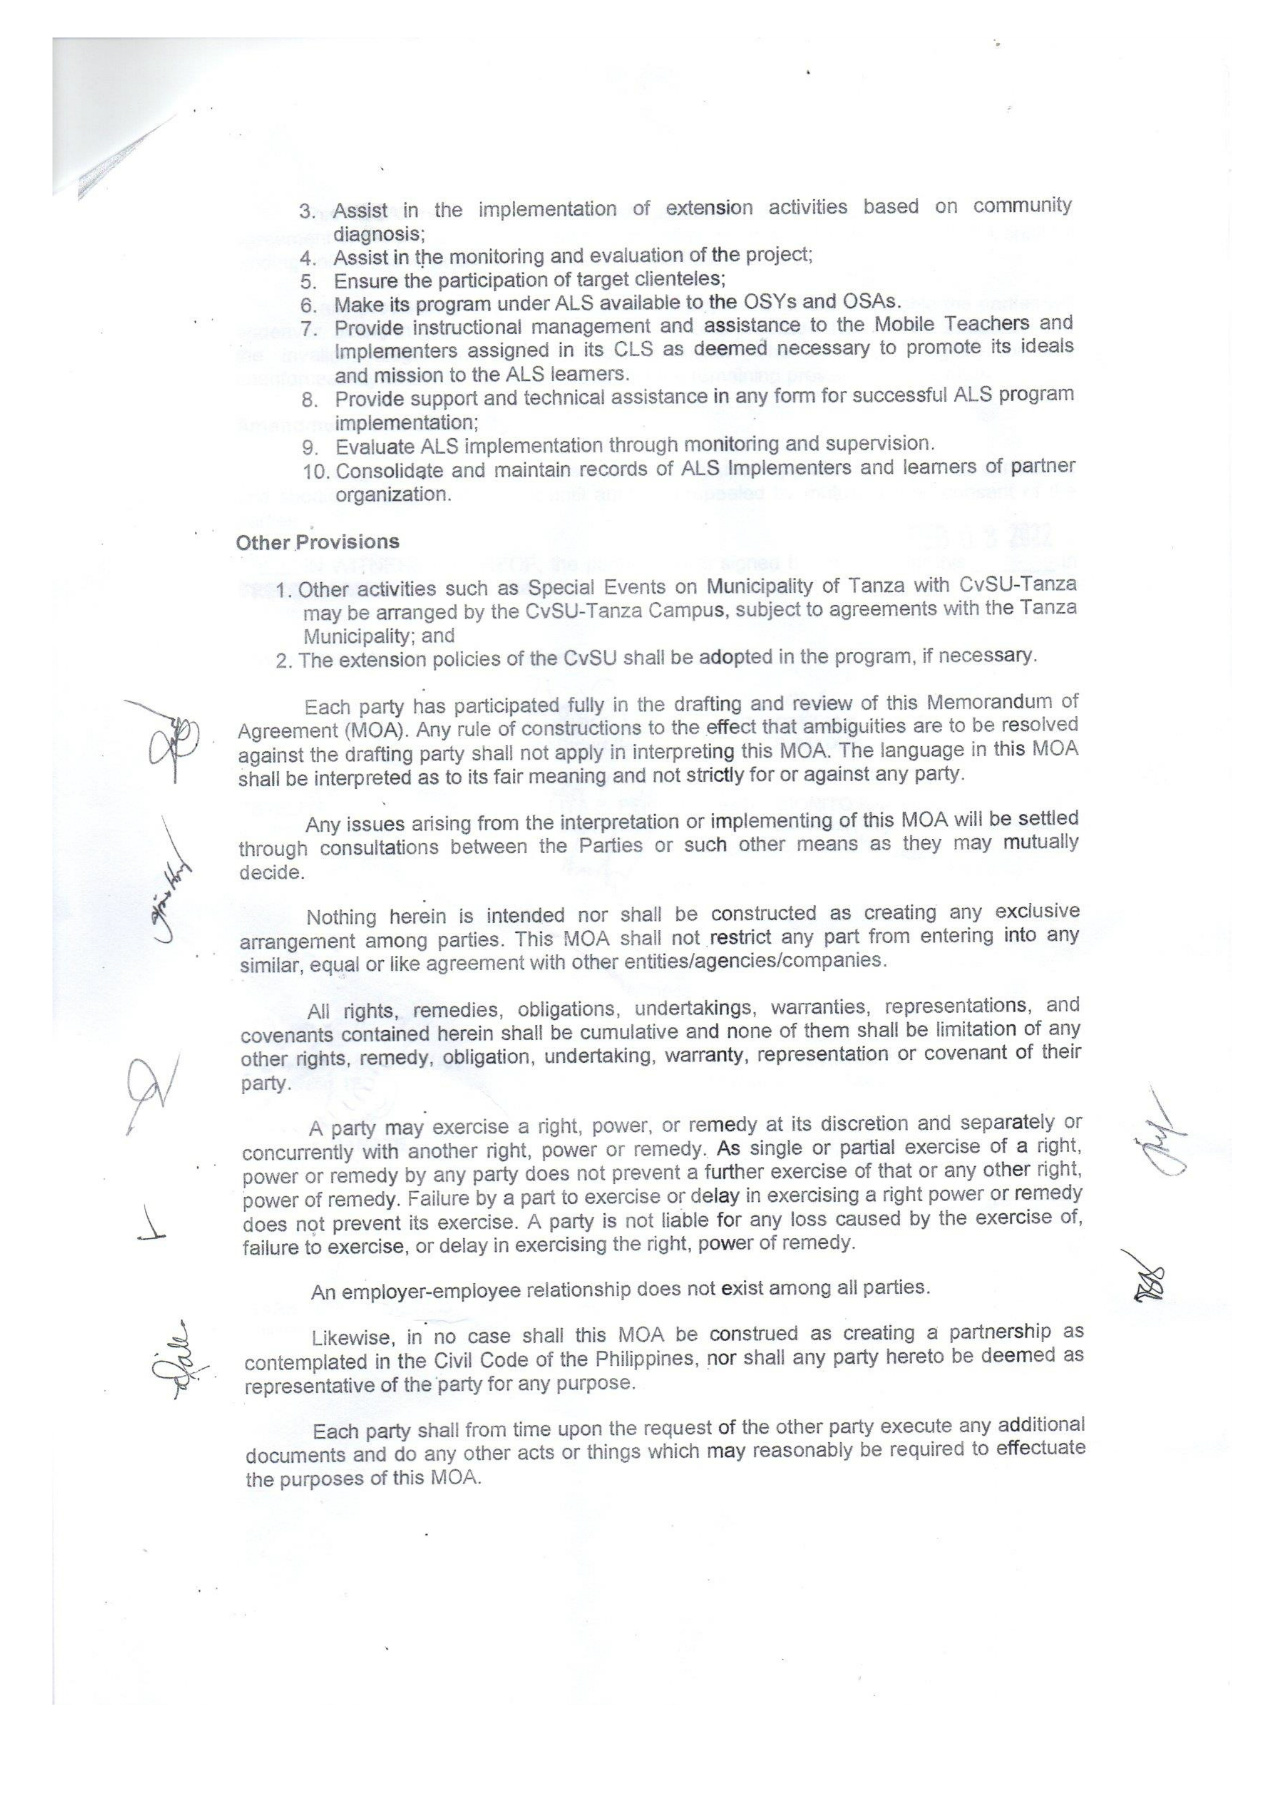 3. Assist in the implementation of extension activities based on community
diagnosis;
4. Assist in the monitoring and evaluation of the project;
5. Ensure the participation of target clienteles;
6. Make its program under ALS available to the OSYs and OSAs.
7. Provide instructional management and assistance to the Mobile Teachers and
Implementers assigned in its CLS as deemed necessary to promote its ideals
and mission to the ALS learners.
8. Provide support and technical assistance in any form for successful ALS program
implementation;
9. Evaluate ALS implementation through monitoring and supervision.
10. Consolidate and maintain records of ALS Implementers and learners of partner
organization.
Other Provisions
1. Other activities such as Special Events on Municipality of Tanza with CvSU-Tanza
may be arranged by the CvSU-Tanza Campus, subject to agreements with the Tanza
Municipality; and
2. The extension policies of the CvSU shall be adopted in the program, if necessary.
Each party has participated fully in the drafting and review of this Memorandum of
Agreement (MOA). Any rule of constructions to the effect that ambiguities are to be resolved
against the drafting party shall not apply in interpreting this MOA. The language in this MOA
shall be interpreted as to its fair meaning and not strictly for or against any party.
Any issues arising from the interpretation or implementing of this MOA will be settled
through consultations between the Parties or such other means as they may mutually
decide.
Nothing herein is intended nor shall be constructed as creating any exclusive
arrangement among parties. This MOA shall not restrict any part from entering into any
similar, equal or like agreement with other entities/agencies/companies.
All rights, remedies, obligations, undertakings, warranties, representations, and
covenants contained herein shall be cumulative and none of them shall be limitation of any
other rights, remedy, obligation, undertaking, warranty, representation or covenant of their
party.
A party may exercise a right, power, or remedy at its discretion and separately or
concurrently with another right, power or remedy. As single or partial exercise of a right,
power or remedy by any party does not prevent a further exercise of that or any other right,
power of remedy. Failure by a part to exercise or delay in exercising a right power or remedy
does not prevent its exercise. A party is not liable for any loss caused by the exercise of,
failure to exercise, or delay in exercising the right, power of remedy.
An employer-employee relationship does not exist among all parties.
Likewise, in no case shall this MOA be construed as creating a partnership as
contemplated in the Civil Code of the Philippines, nor shall any party hereto be deemed as
representative of the party for any purpose.
Each party shall from time upon the request of the other party execute any additional
documents and do any other acts or things which may reasonably be required to effectuate
the purposes of this MOA.